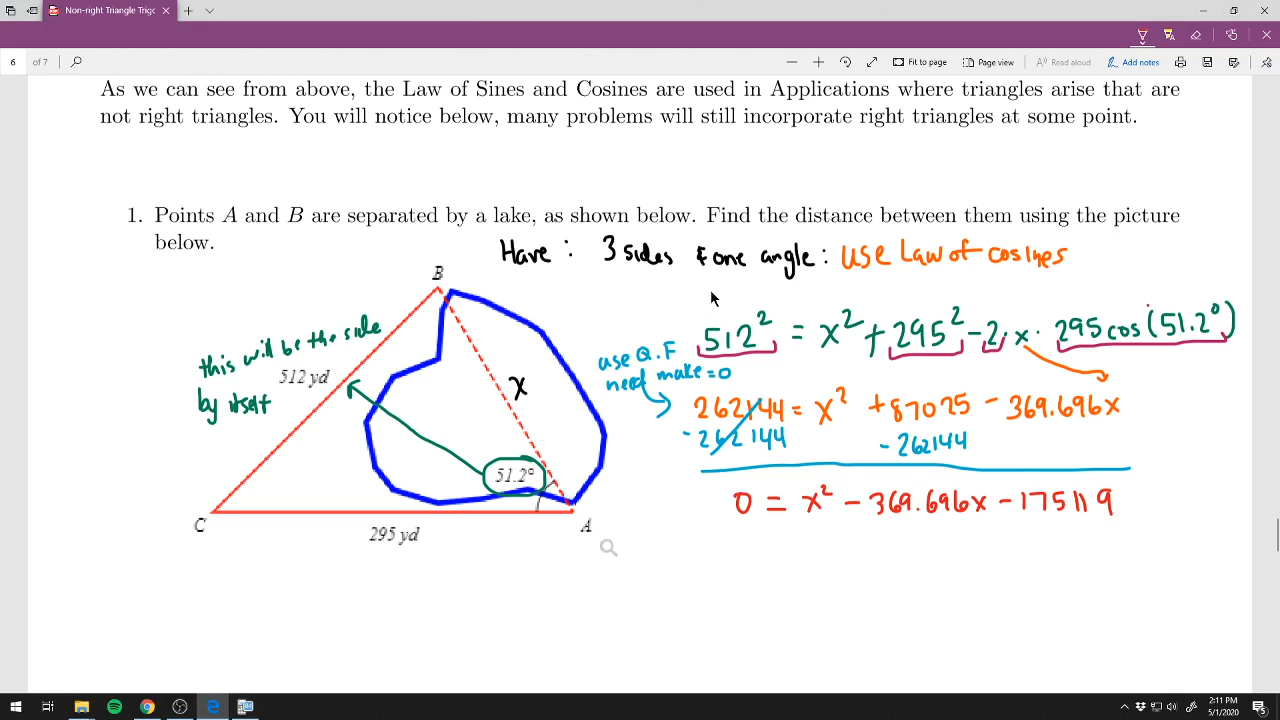 Non-right Triangle Trigo
6 of 7
Fit to page
Page view
Read aloud
Add notes
As we can see from above, the Law of Sines and Cosines are used in Applications where triangles arise that are
not right triangles. You will notice below, many problems will still incorporate right triangles at some point.
1. Points A and B are separated by a lake, as shown below. Find the distance between them using the picture
below.
Have : 3 sides & one angle : use Law of cosines
B
this will be the side
by itself
512 yd
x
51.2°
C
A
295 yd
512² = x² + 295² - 2 · x · 295 cos (51.2°)
use Q.F
need make = 0
262144 = x² + 87025 - 369.696x
- 262144 - 262144
0 = x² - 369.696x - 175119
2:11 PM
5/1/2020